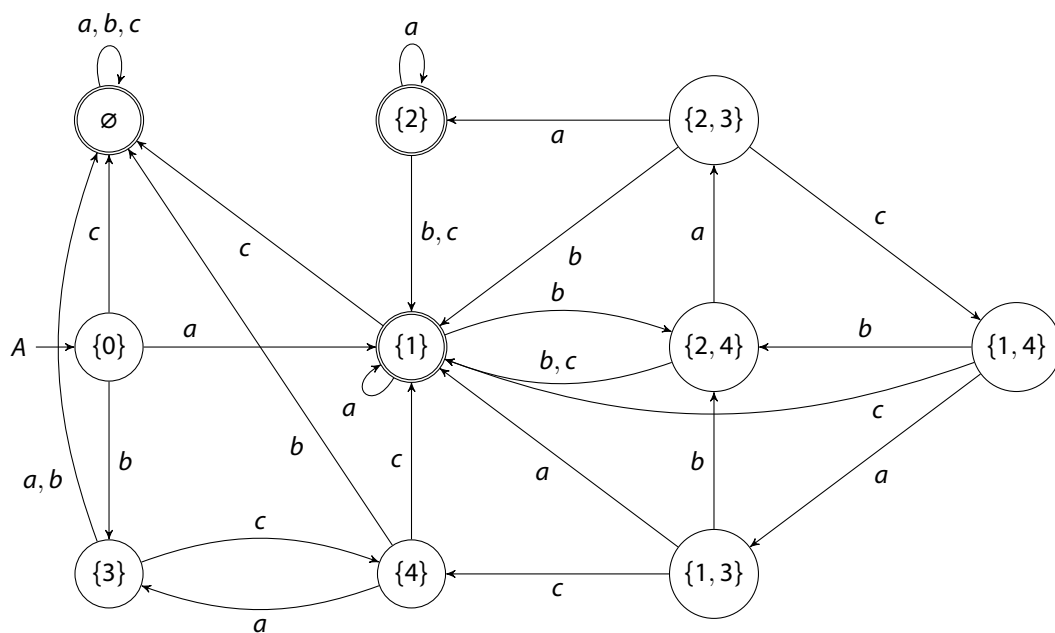 a, b, c
a
∅
{2}
{2, 3}
a
c
b, c
a
c
c
b
b
A
{0}
a
{1}
{2, 4}
b
{1, 4}
b, c
a
c
b
b
c
b
a
a
a, b
c
{3}
{4}
c
{1, 3}
a